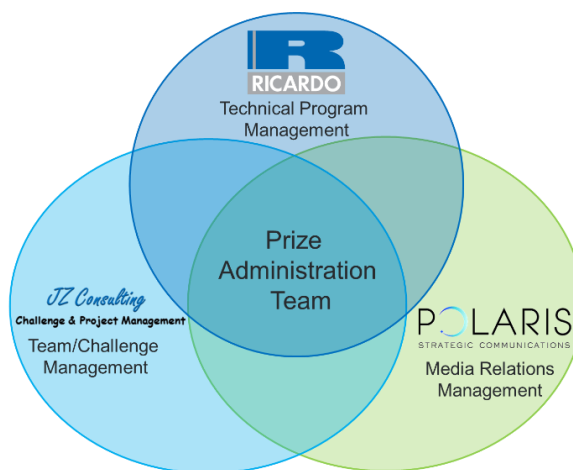 R
RICARDO
Technical Program
Management
Prize
Administration
Team
JZ Consulting
Challenge & Project Management
Team/Challenge
Management
POLARIS
STRATEGIC COMMUNICATIONS
Media Relations
Management